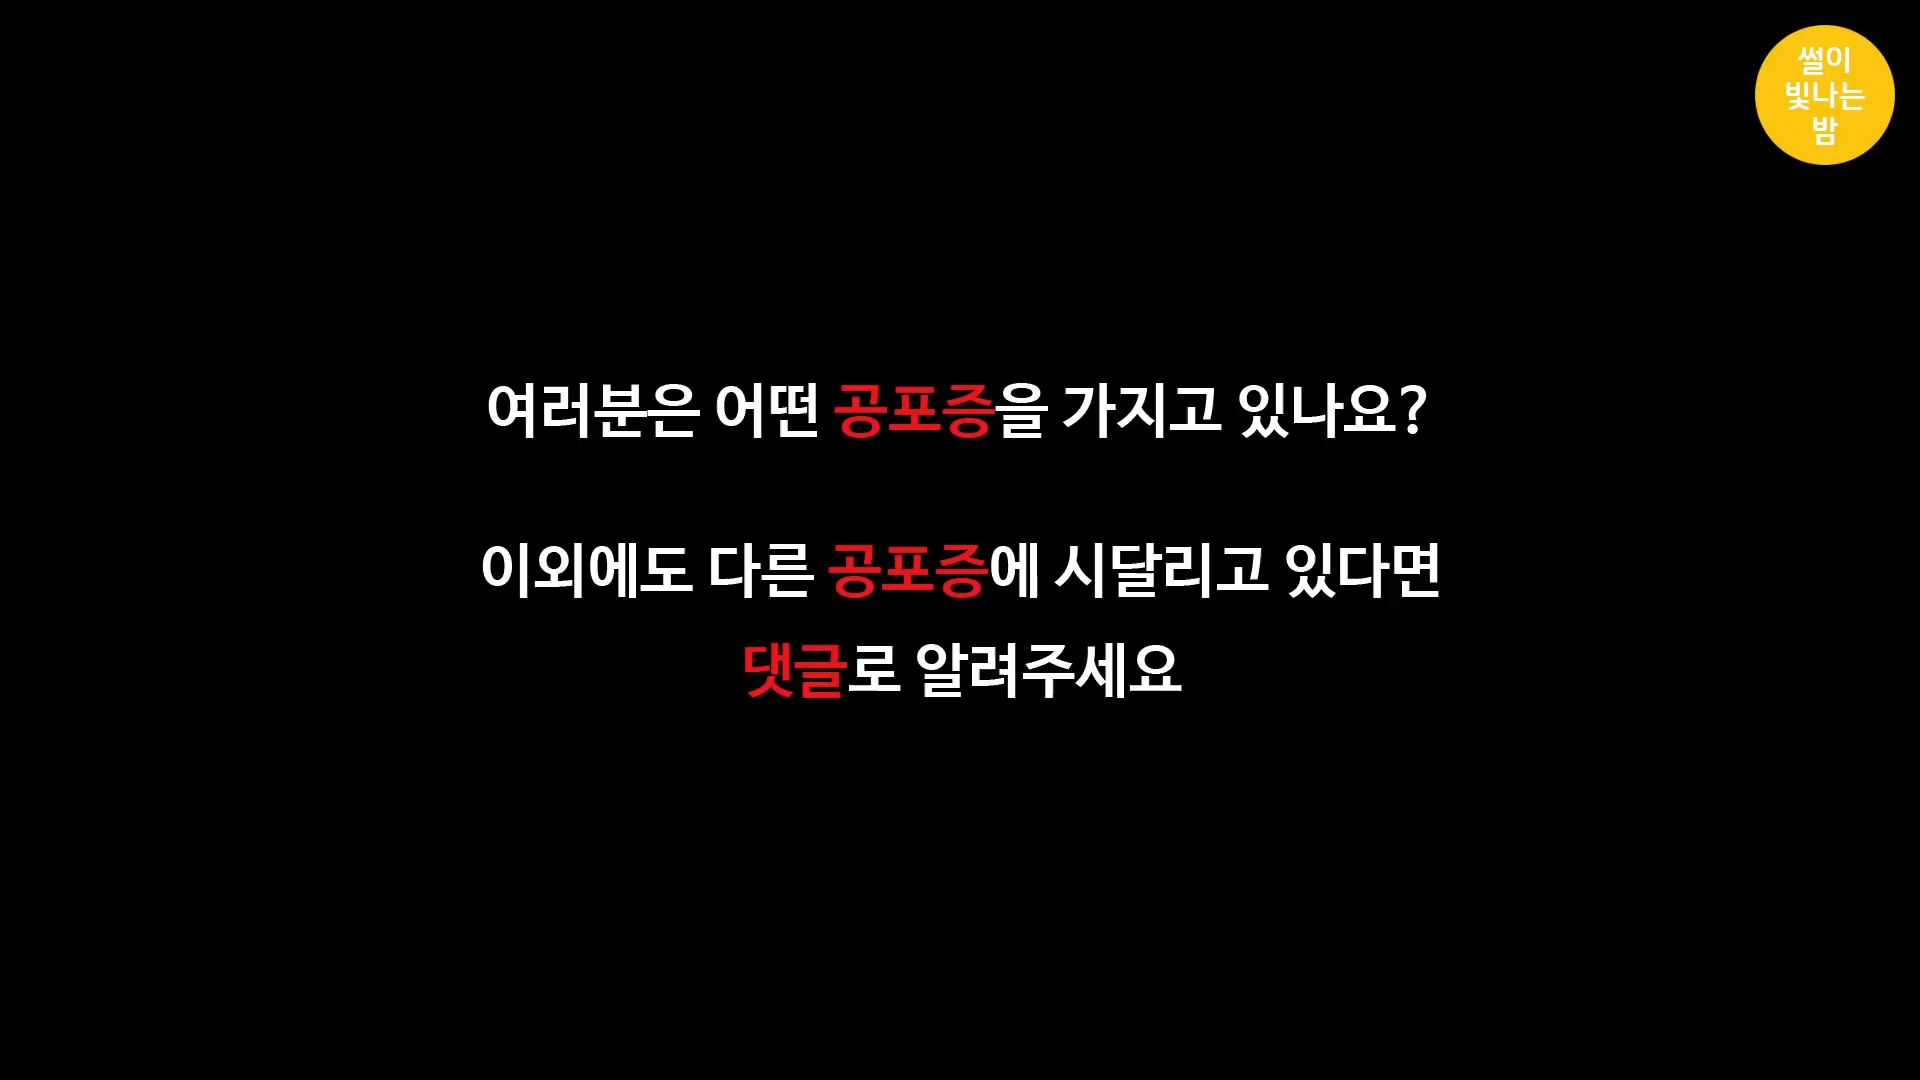 썰이
빛나는
밤
여러분은 어떤 공포증을 가지고 있나요?
이외에도 다른 공포증에 시달리고 있다면
댓글로 알려주세요